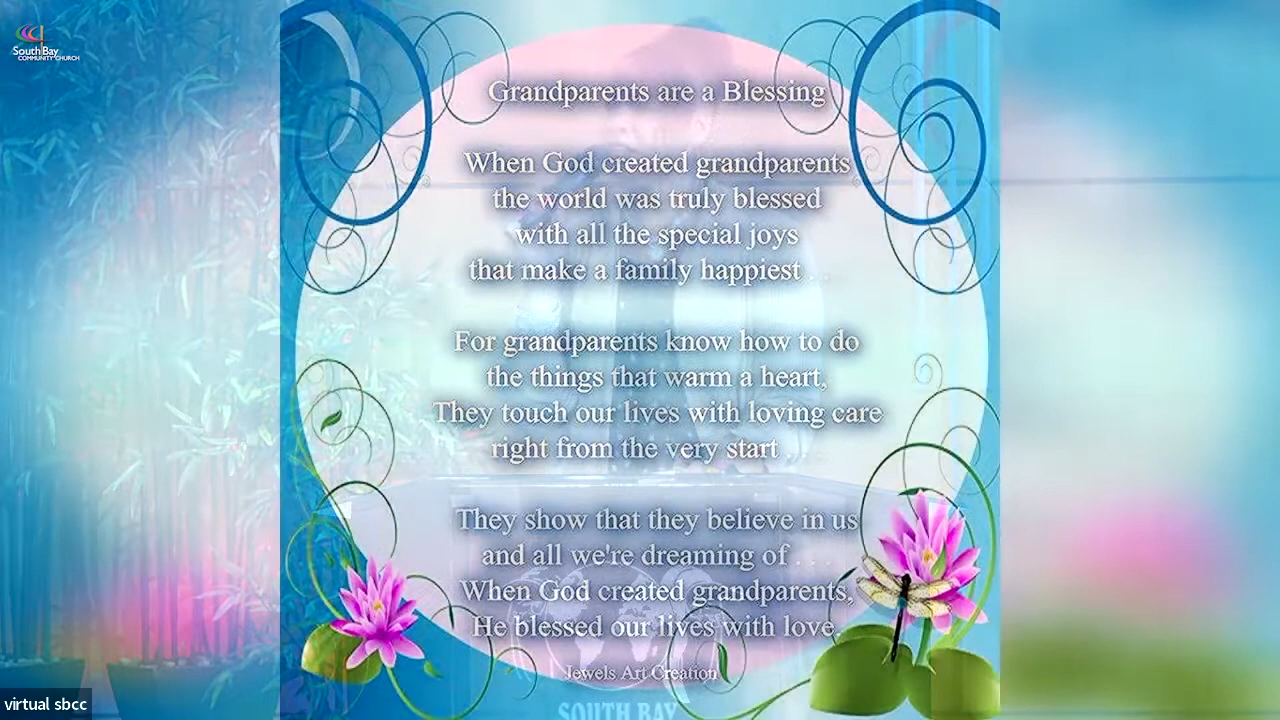 South Bay
COMMUNITY CHURCH
Grandparents are a Blessing
When God created grandparents
the world was truly blessed
with all the special joys
that make a family happiest . . .
For grandparents know how to do
the things that warm a heart,
They touch our lives with loving care
right from the very start . . .
They show that they believe in us
and all we're dreaming of . . .
When God created grandparents,
He blessed our lives with love.
Jewels Art Creation
SOUTH BAY
virtual sbcc